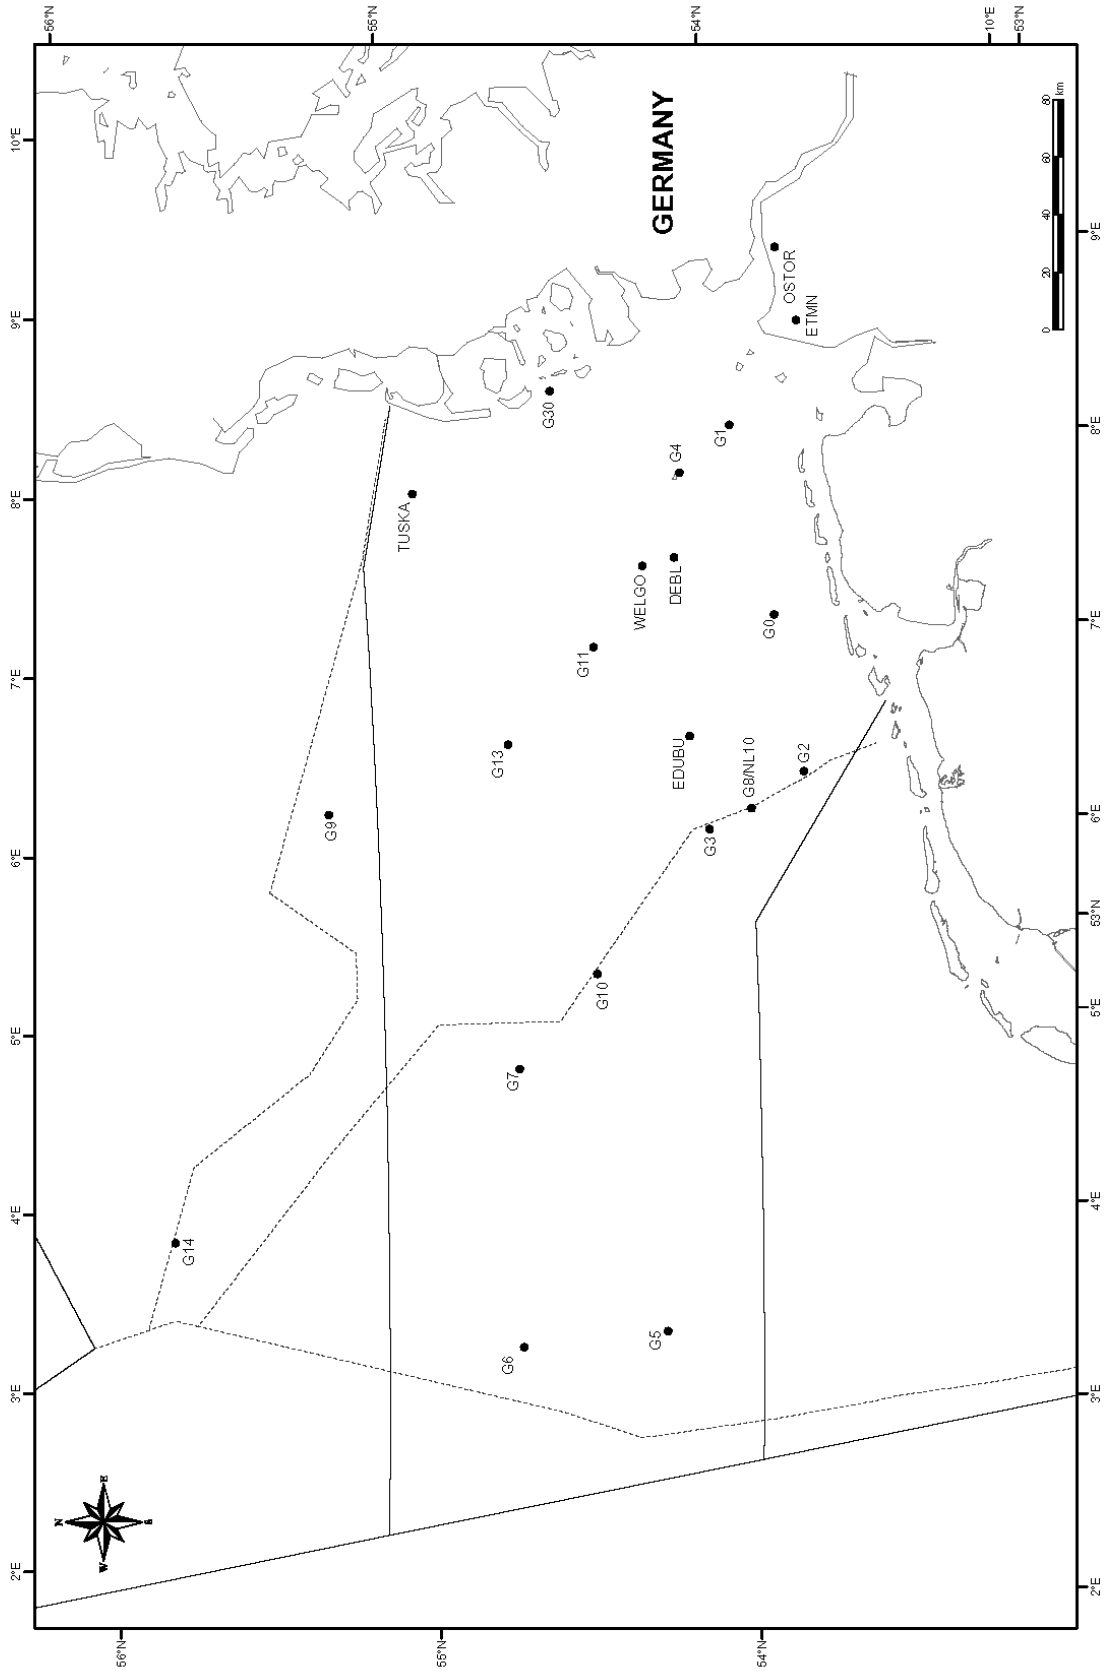 2°E
3°E
4°E
5°E
6°E
7°E
8°E
9°E
10°E
56°N
56°N
N
W
E
S
G14
G9
55°N
55°N
TUSKA
G6
G7
G13
G30
G10
G11
WELGO
G5
G3
EDUBU
DEBL
G4
GERMANY
54°N
54°N
G8/NL10
G0
G1
G2
OSTOR
ETMN
10°E
53°N
0
20
40
60
80
km
2°E
3°E
4°E
5°E
53°N
6°E
7°E
8°E
9°E